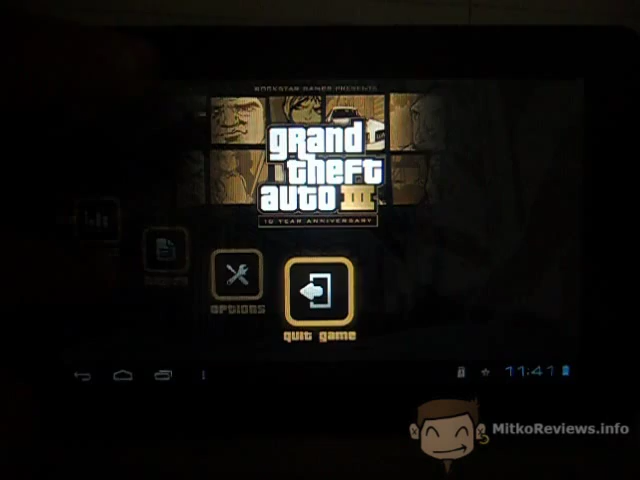 ROCKSTAR GAMES PRESENTS
grand
theft
auto III
10 YEAR ANNIVERSARY
options
quit game
11:41
MitkoReviews.info